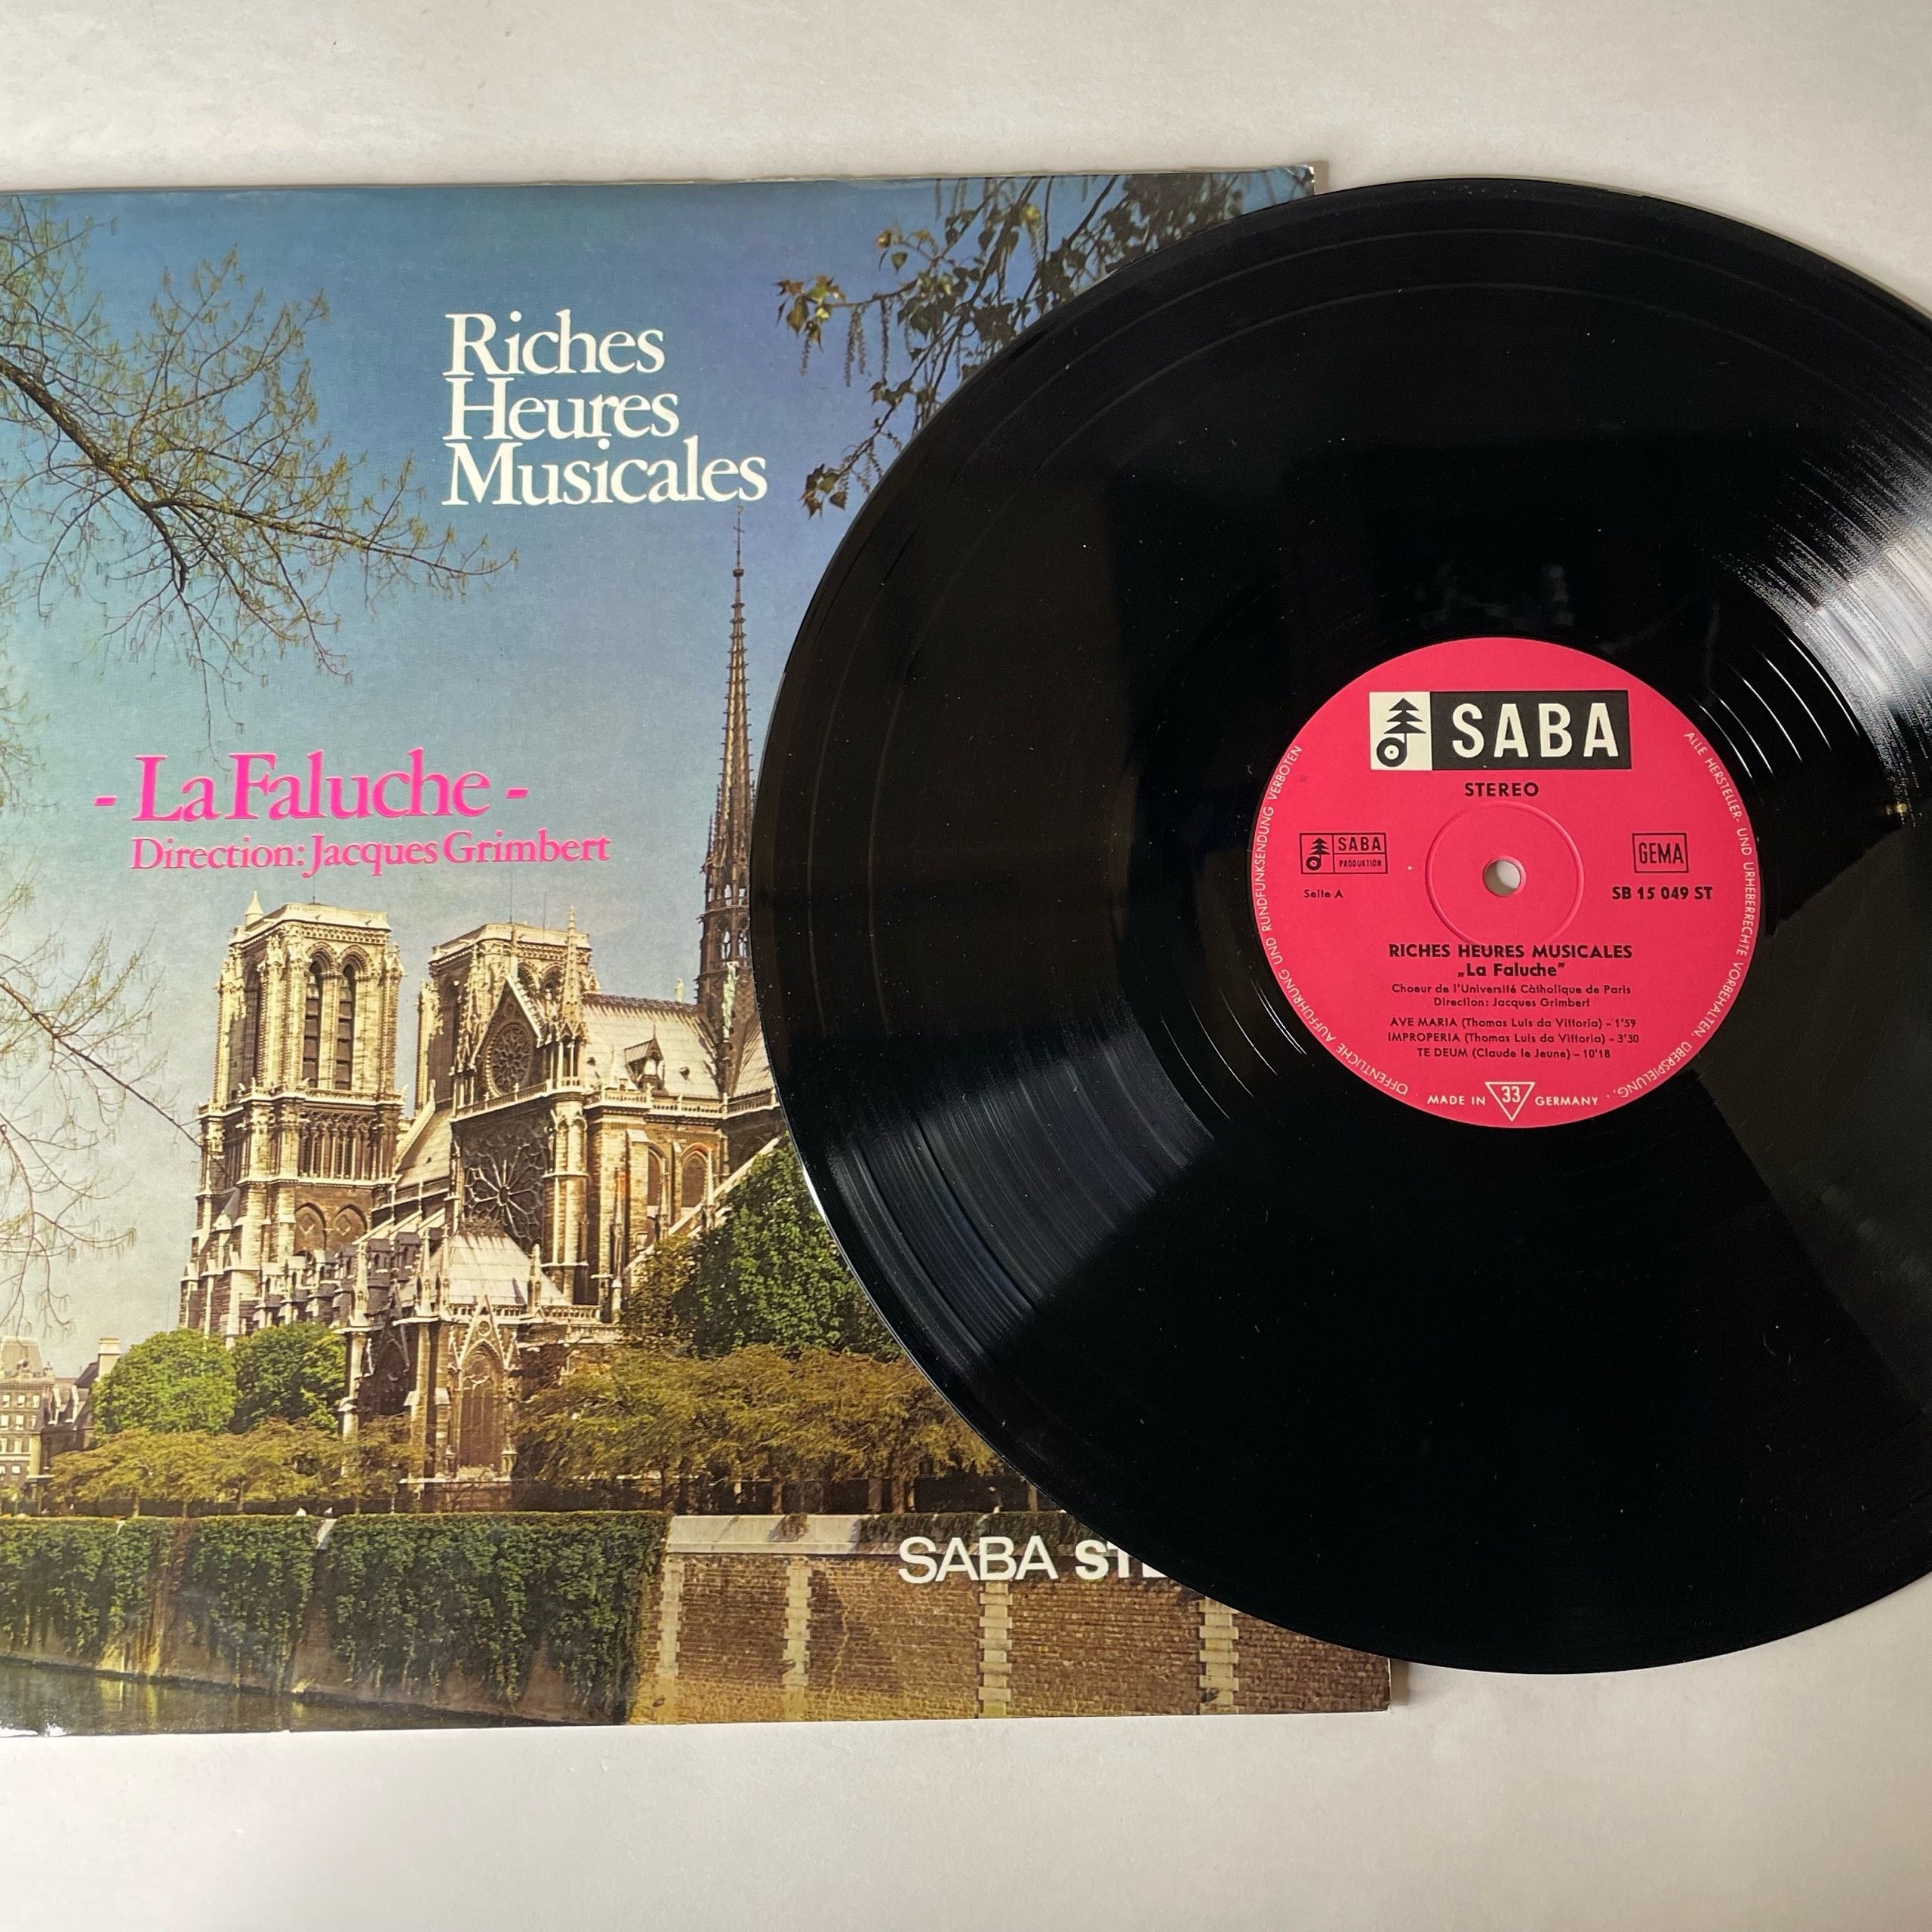 Riches
Heures
Musicales
- La Faluche -
Direction: Jacques Grimbert
SABA
SABA
STEREO
SABA
PRODUKTION
GEMA
Seite A
SB 15 049 ST
RICHES HEURES MUSICALES
„La Faluche"
Choeur de l'Université Càtholique de Paris
Direction: Jacques Grimbert
AVE MARIA (Thomas Luis da Vittoria) – 1'59
IMPROPERIA (Thomas Luis da Vittoria) – 3'30
TE DEUM (Claude le Jeune) – 10'18
MADE IN 33 GERMANY
ALLE HERSTELLER- UND URHEBERRECHTE VORBEHALTEN. ÜBERSPIELUNG, ÖFFENTLICHE AUFFÜHRUNG UND RUNDFUNKSENDUNG VERBOTEN